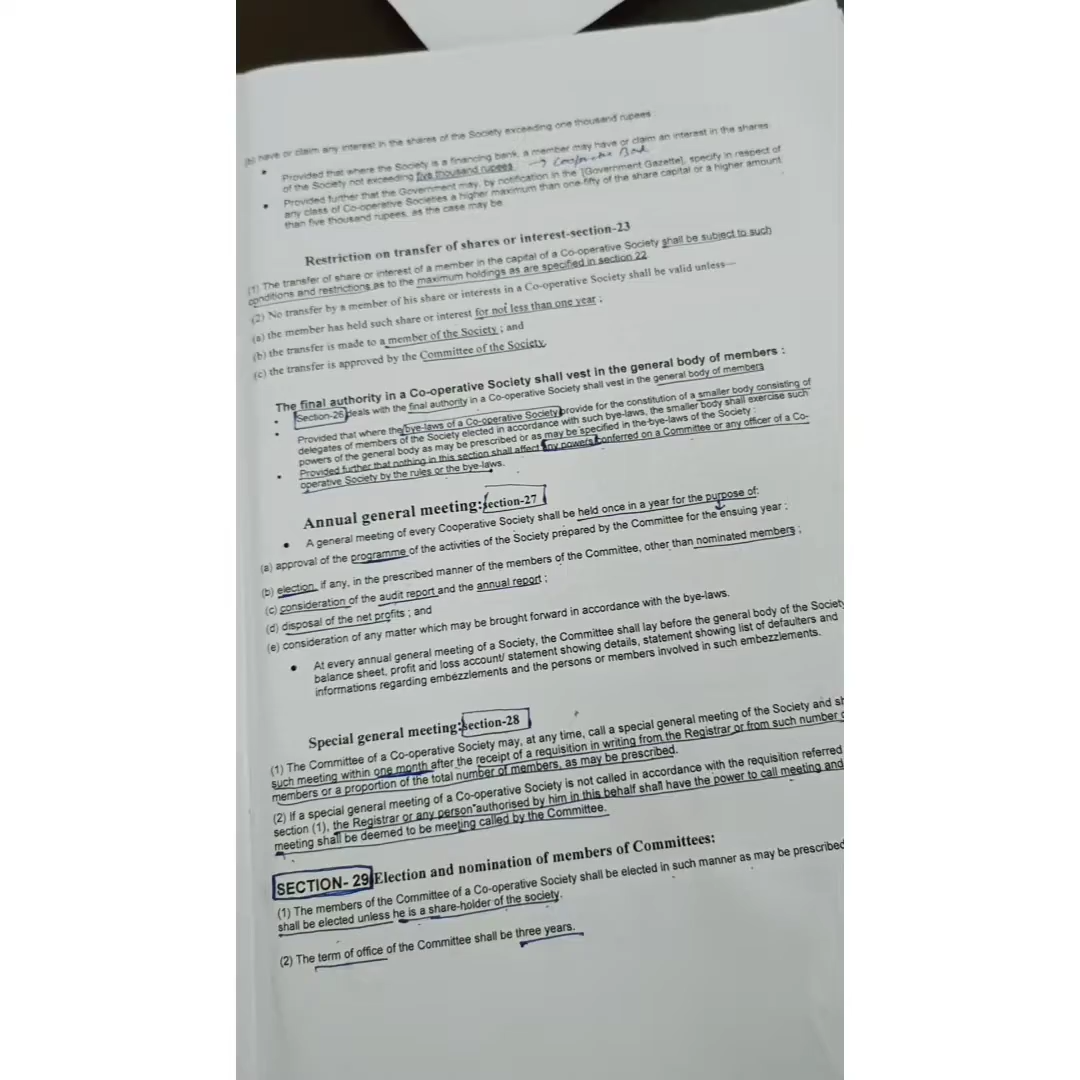 (b) have or claim any interest in the shares of the Society exceeding one thousand rupees :
• Provided that where the Society is a financing bank, a member may have or claim an interest in the shares
of the Society not exceeding five thousand rupees → Bank
• Provided further that the Government may, by notification in the [Government Gazette], specify in respect of
any class of Co-operative Societies a higher maximum than one-fifty of the share capital or a higher amount
than five thousand rupees, as the case may be
Restriction on transfer of shares or interest-section-23
(1) The transfer of share or interest of a member in the capital of a Co-operative Society shall be subject to such
conditions and restrictions as to the maximum holdings as are specified in section 22
(2) No transfer by a member of his share or interests in a Co-operative Society shall be valid unless—
(a) the member has held such share or interest for not less than one year ;
(b) the transfer is made to a member of the Society ; and
(c) the transfer is approved by the Committee of the Society.
The final authority in a Co-operative Society shall vest in the general body of members :
• Section-26 deals with the final authority in a Co-operative Society shall vest in the general body of members
• Provided that where the bye-laws of a Co-operative Society provide for the constitution of a smaller body consisting of
delegates of members of the Society elected in accordance with such bye-laws, the smaller body shall exercise such
powers of the general body as may be prescribed or as may be specified in the bye-laws of the Society :
• Provided further that nothing in this section shall affect any powers conferred on a Committee or any officer of a Co-
operative Society by the rules or the bye-laws.
Annual general meeting:section-27
• A general meeting of every Cooperative Society shall be held once in a year for the purpose of:
(a) approval of the programme of the activities of the Society prepared by the Committee for the ensuing year :
(b) election, if any, in the prescribed manner of the members of the Committee, other than nominated members ;
(c) consideration of the audit report and the annual report ;
(d) disposal of the net profits ; and
(e) consideration of any matter which may be brought forward in accordance with the bye-laws.
• At every annual general meeting of a Society, the Committee shall lay before the general body of the Society
balance sheet, profit and loss account/ statement showing details, statement showing list of defaulters and
informations regarding embezzlements and the persons or members involved in such embezzlements.
Special general meeting:section-28
(1) The Committee of a Co-operative Society may, at any time, call a special general meeting of the Society and sh
such meeting within one month after the receipt of a requisition in writing from the Registrar or from such number o
members or a proportion of the total number of members, as may be prescribed.
(2) If a special general meeting of a Co-operative Society is not called in accordance with the requisition referred
section (1), the Registrar or any person authorised by him in this behalf shall have the power to call meeting and
meeting shall be deemed to be meeting called by the Committee.
SECTION- 29 Election and nomination of members of Committees:
(1) The members of the Committee of a Co-operative Society shall be elected in such manner as may be prescribed
shall be elected unless he is a share-holder of the society.
(2) The term of office of the Committee shall be three years.